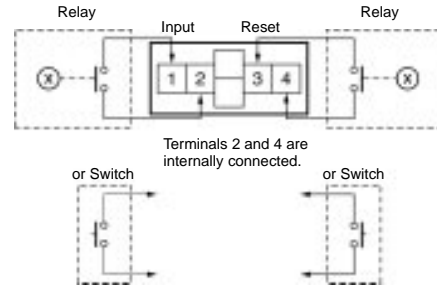 Relay
Relay
Input
Reset
X
1
2
3
4
X
Terminals 2 and 4 are
internally connected.
or Switch
or Switch